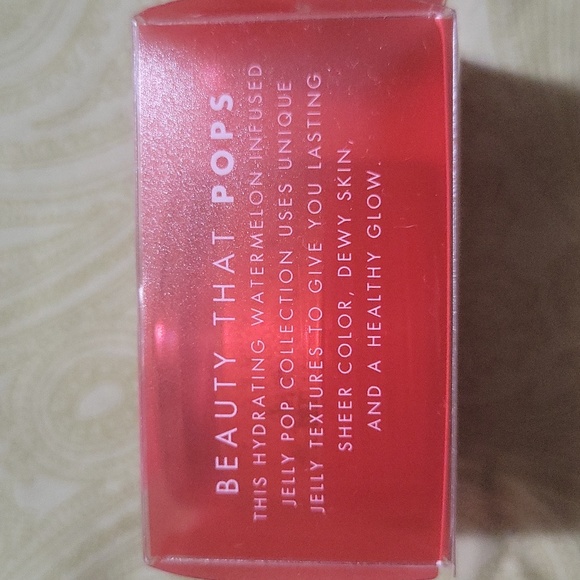 BEAUTY THAT POPS
THIS HYDRATING WATERMELON-INFUSED
JELLY POP COLLECTION USES UNIQUE
JELLY TEXTURES TO GIVE YOU LASTING
SHEER COLOR, DEWY SKIN,
AND A HEALTHY GLOW.